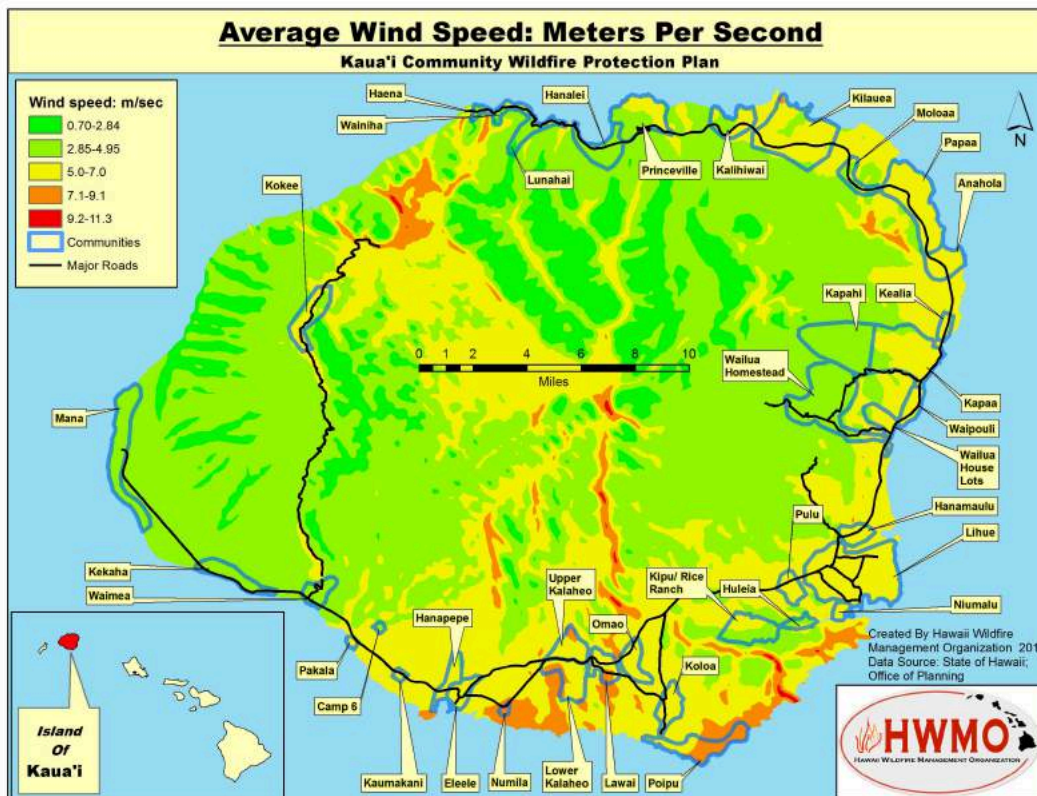 Average Wind Speed: Meters Per Second
Kaua'i Community Wildfire Protection Plan
Wind speed: m/sec
0.70-2.84
2.85-4.95
5.0-7.0
7.1-9.1
9.2-11.3
Communities
Major Roads
Haena
Wainiha
Hanalei
Kilauea
Moloaa
Papaa
Anahola
N
Kokee
Lunahai
Princeville
Kalihiwai
Kapahi
Kealia
0 1 2 4 6 8 10
Miles
Wailua
Homestead
Mana
Kapaa
Waipouli
Wailua
House
Lots
Hanamaulu
Pulu
Lihue
Kekaha
Waimea
Upper
Kalaheo
Kipu/ Rice
Ranch
Huleia
Hanapepe
Omao
Niumalu
Pakala
Koloa
Camp 6
Kaumakani
Eleele
Numila
Lower
Kalaheo
Lawai
Poipu
Island
Of
Kaua'i
Created By Hawaii Wildfire
Management Organization 201
Data Source: State of Hawaii;
Office of Planning
HWMO
HAWAII WILDFIRE MANAGEMENT ORGANIZATION